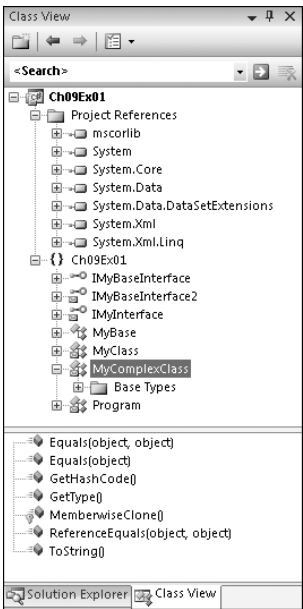 Class View
<Search>
Ch09Ex01
Project References
mscorlib
System
System.Core
System.Data
System.Data.DataSetExtensions
System.Xml
System.Xml.Linq
{} Ch09Ex01
IMyBaseInterface
IMyBaseInterface2
IMyInterface
MyBase
MyClass
MyComplexClass
Base Types
Program
Equals(object, object)
Equals(object)
GetHashCode()
GetType()
MemberwiseClone()
ReferenceEquals(object, object)
ToString()
Solution Explorer Class View